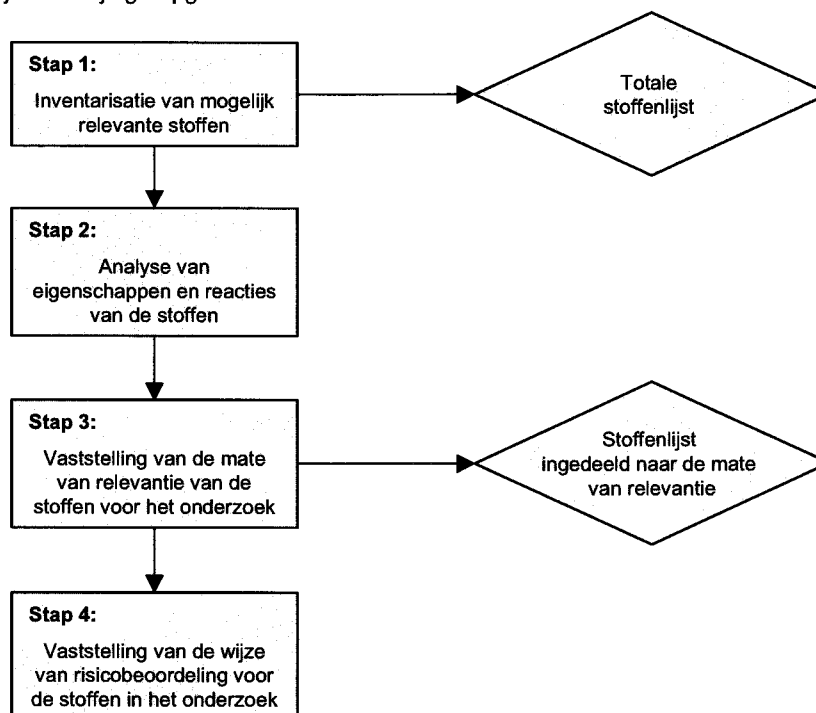 Stap 1:
Inventarisatie van mogelijk
relevante stoffen
Totale
stoffenlijst
Stap 2:
Analyse van
eigenschappen en reacties
van de stoffen
Stap 3:
Vaststelling van de mate
van relevantie van de
stoffen voor het onderzoek
Stoffenlijst
ingedeeld naar de mate
van relevantie
Stap 4:
Vaststelling van de wijze
van risicobeoordeling voor
de stoffen in het onderzoek